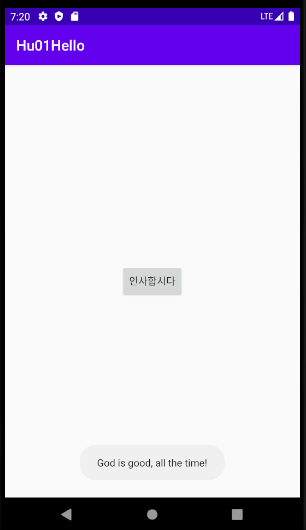 7:20 LTE
Hu01Hello
인사합시다
God is good, all the time!